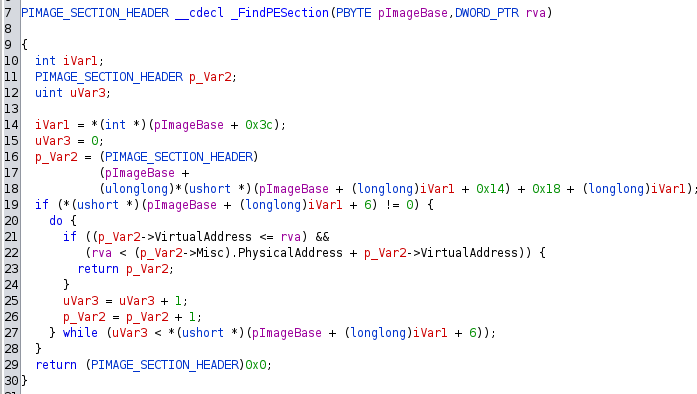 7 PIMAGE_SECTION_HEADER __cdecl _FindPESection(PBYTE pImageBase,DWORD_PTR rva)
8
9 {
10   int iVar1;
11   PIMAGE_SECTION_HEADER p_Var2;
12   uint uVar3;
13
14   iVar1 = *(int *)(pImageBase + 0x3c);
15   uVar3 = 0;
16   p_Var2 = (PIMAGE_SECTION_HEADER)
17            (pImageBase +
18            (ulonglong)*(ushort *)(pImageBase + (longlong)iVar1 + 0x14) + 0x18 + (longlong)iVar1);
19   if (*(ushort *)(pImageBase + (longlong)iVar1 + 6) != 0) {
20     do {
21       if ((p_Var2->VirtualAddress <= rva) &&
22          (rva < (p_Var2->Misc).PhysicalAddress + p_Var2->VirtualAddress)) {
23         return p_Var2;
24       }
25       uVar3 = uVar3 + 1;
26       p_Var2 = p_Var2 + 1;
27     } while (uVar3 < *(ushort *)(pImageBase + (longlong)iVar1 + 6));
28   }
29   return (PIMAGE_SECTION_HEADER)0x0;
30 }